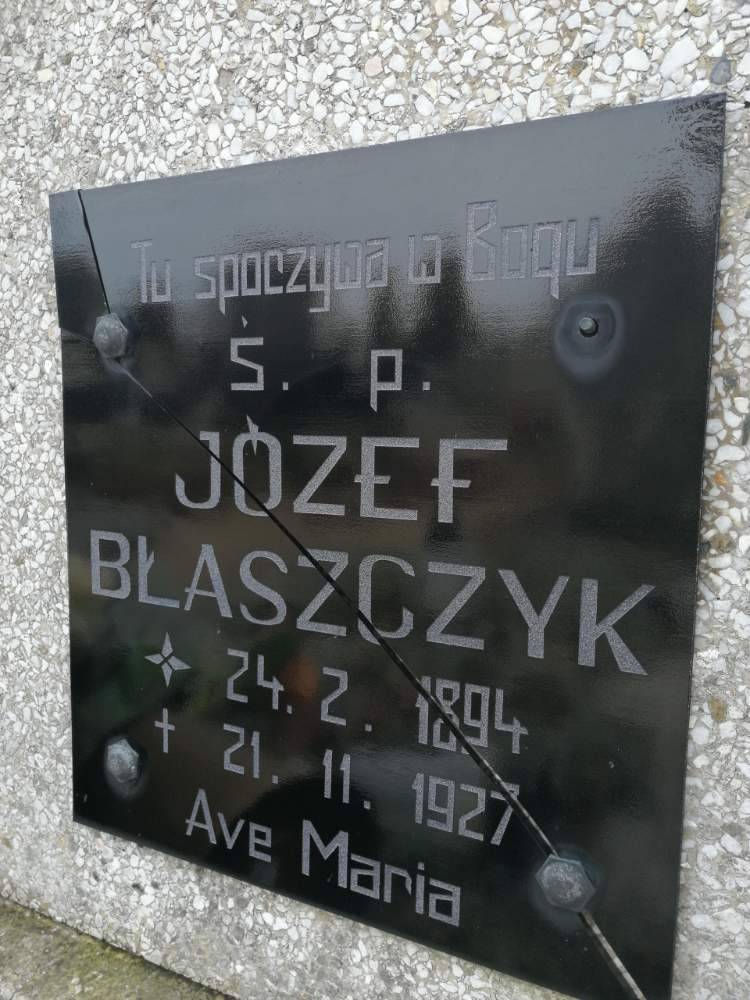 Tu spoczywa w Bogu
Ś. p.
JÓZEF
BŁASZCZYK
24. 2. 1894
† 21. 11. 1927
Ave Maria